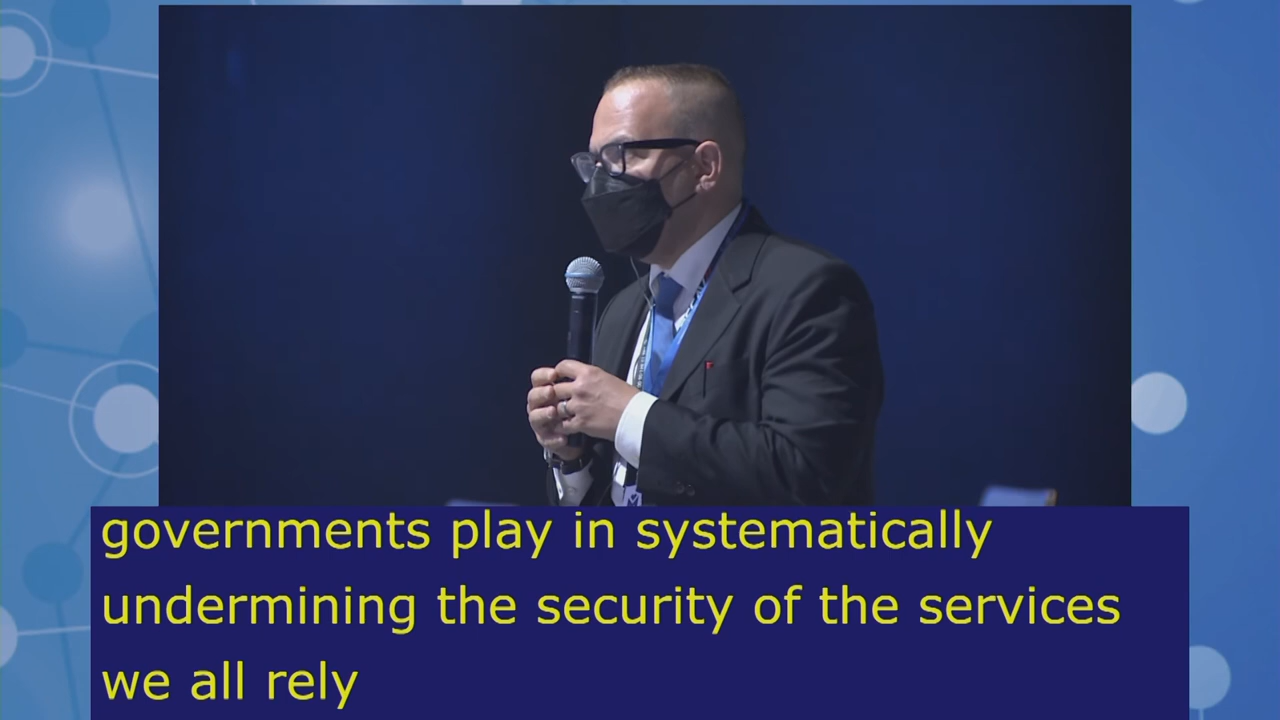 governments play in systematically
undermining the security of the services
we all rely